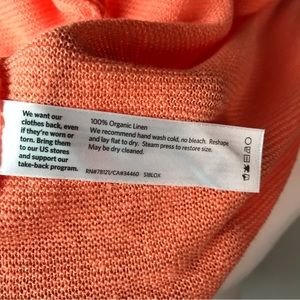 We want our
clothes back, even
if they're worn or
torn. Bring them
to our US stores
and support our
take-back program.
100% Organic Linen
We recommend hand wash cold, no bleach. Reshape
and lay flat to dry. Steam press to restore size.
May be dry cleaned.
RN#78121/CA#34460 S18LOX